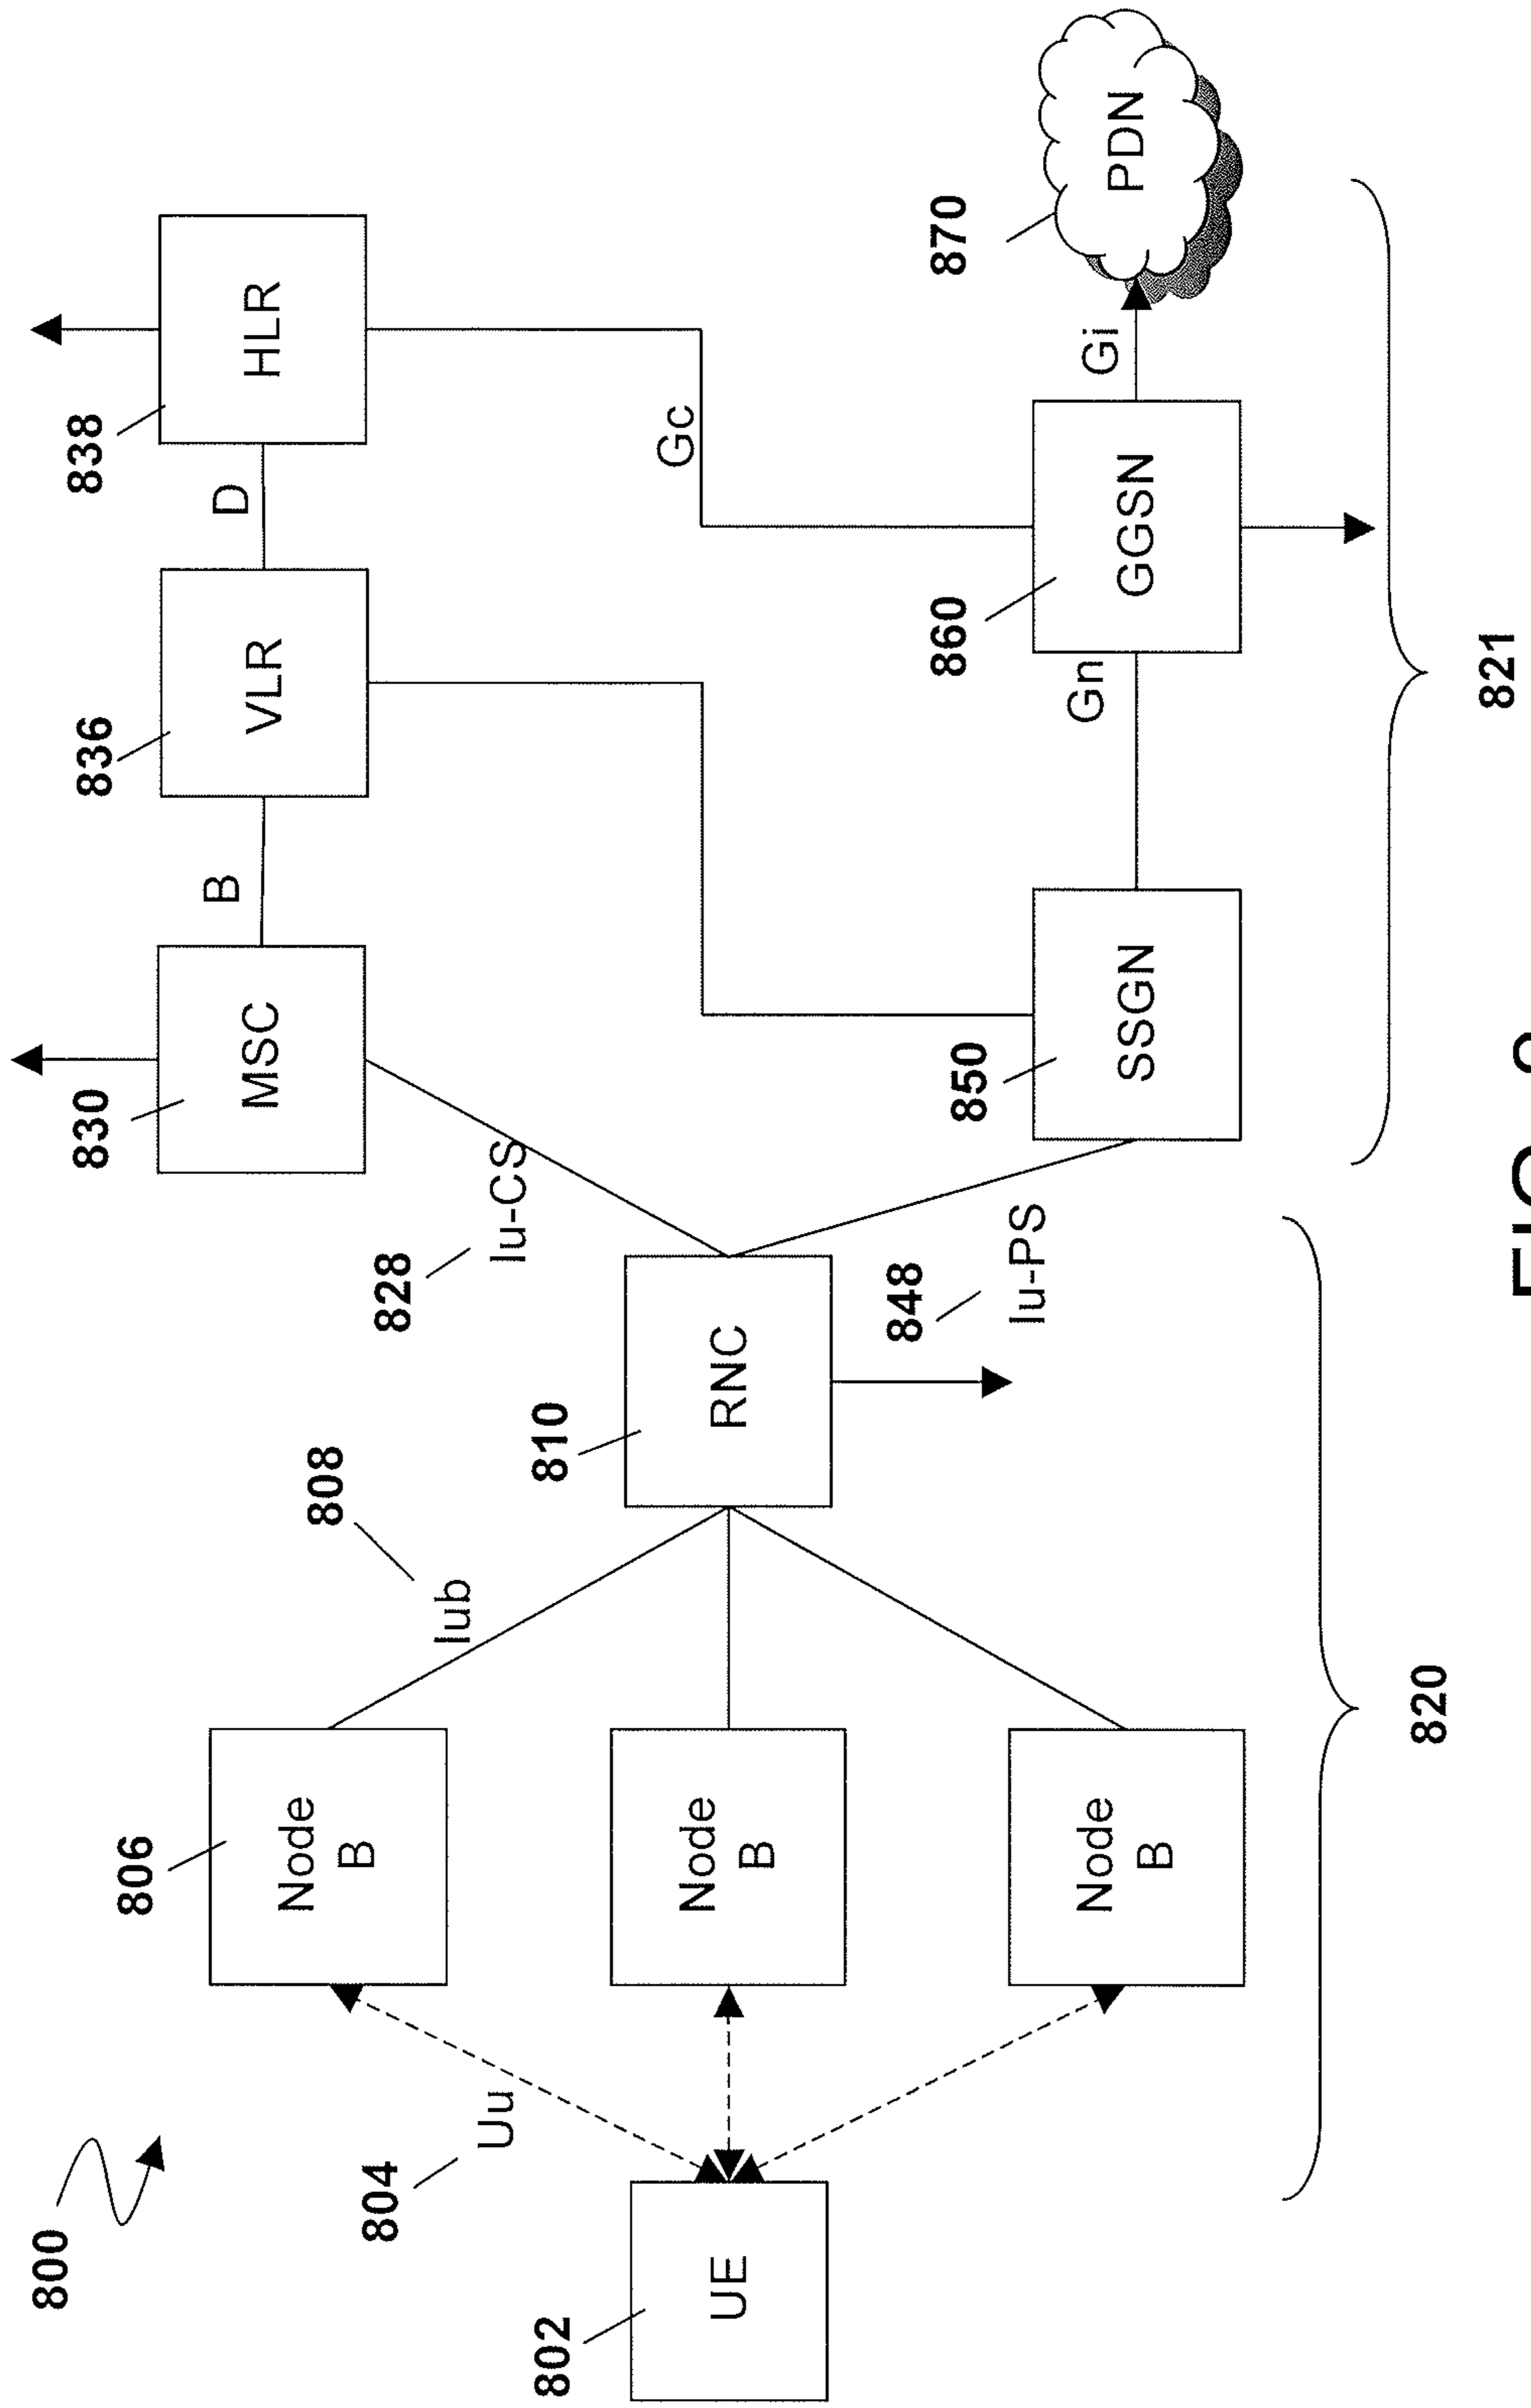 800
802
UE
804
Uu
806
Node
B
Node
B
Node
B
808
Iub
810
RNC
820
828
Iu-CS
848
Iu-PS
830
MSC
B
836
VLR
D
838
HLR
Gc
850
SSGN
Gn
860
GGSN
Gi
870
PDN
821